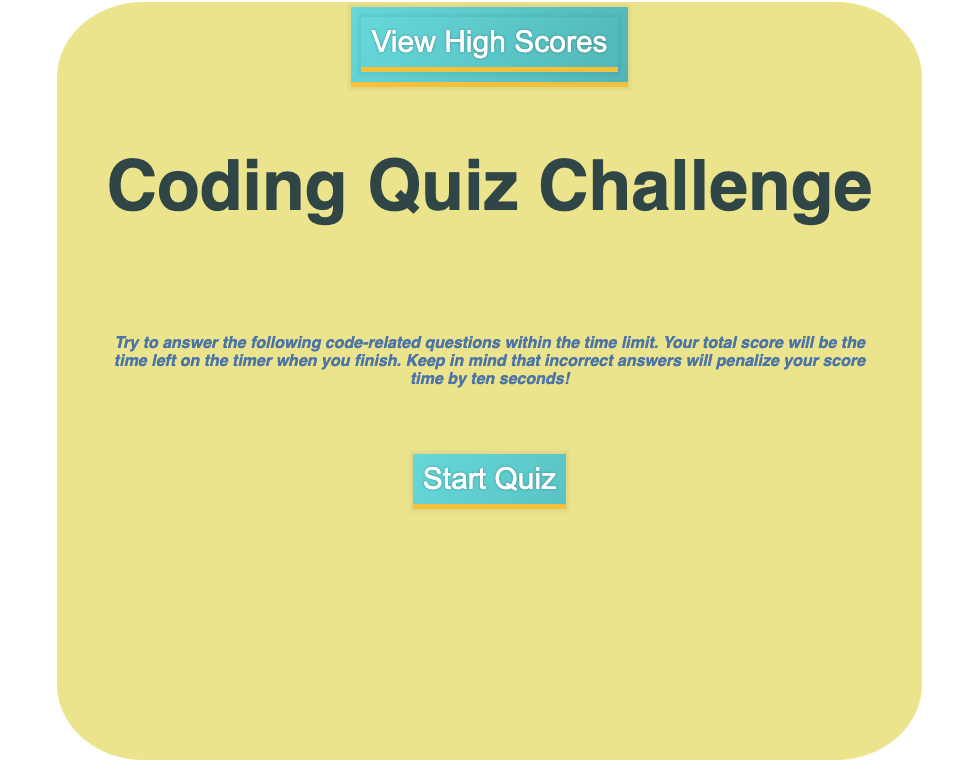 View High Scores
Coding Quiz Challenge
Try to answer the following code-related questions within the time limit. Your total score will be the
time left on the timer when you finish. Keep in mind that incorrect answers will penalize your score
time by ten seconds!
Start Quiz